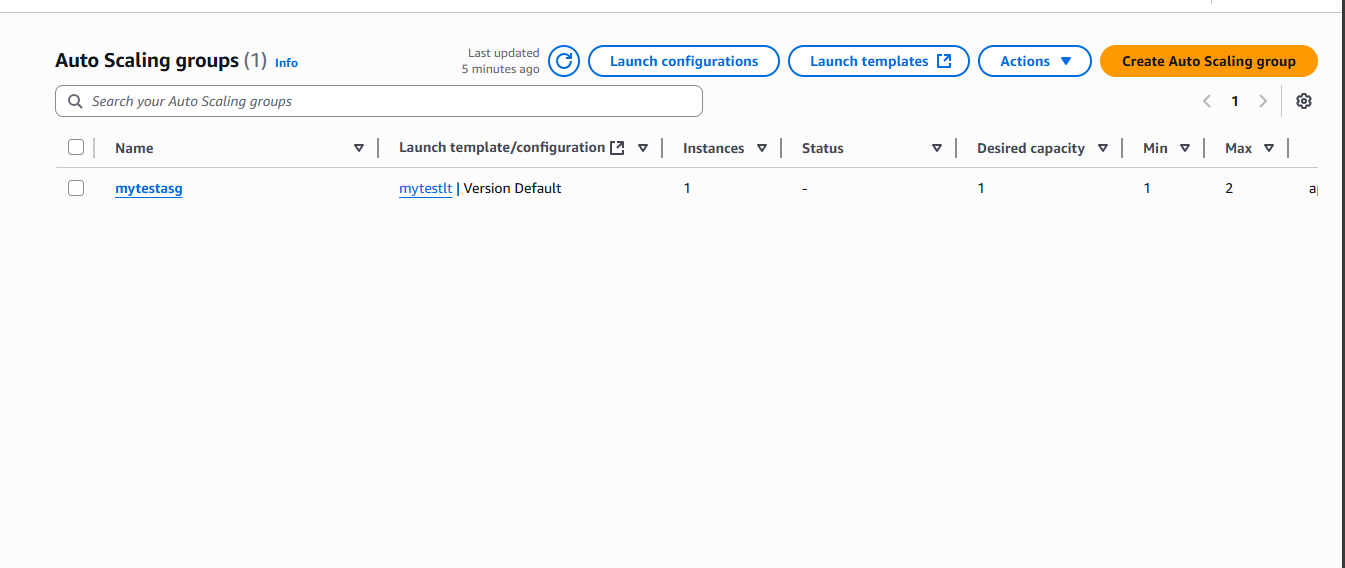 Auto Scaling groups (1) Info
Last updated
5 minutes ago
Launch configurations
Launch templates
Actions
Create Auto Scaling group
Search your Auto Scaling groups
1
Name Launch template/configuration Instances Status Desired capacity Min Max
mytestasg mytestlt | Version Default 1 - 1 1 2